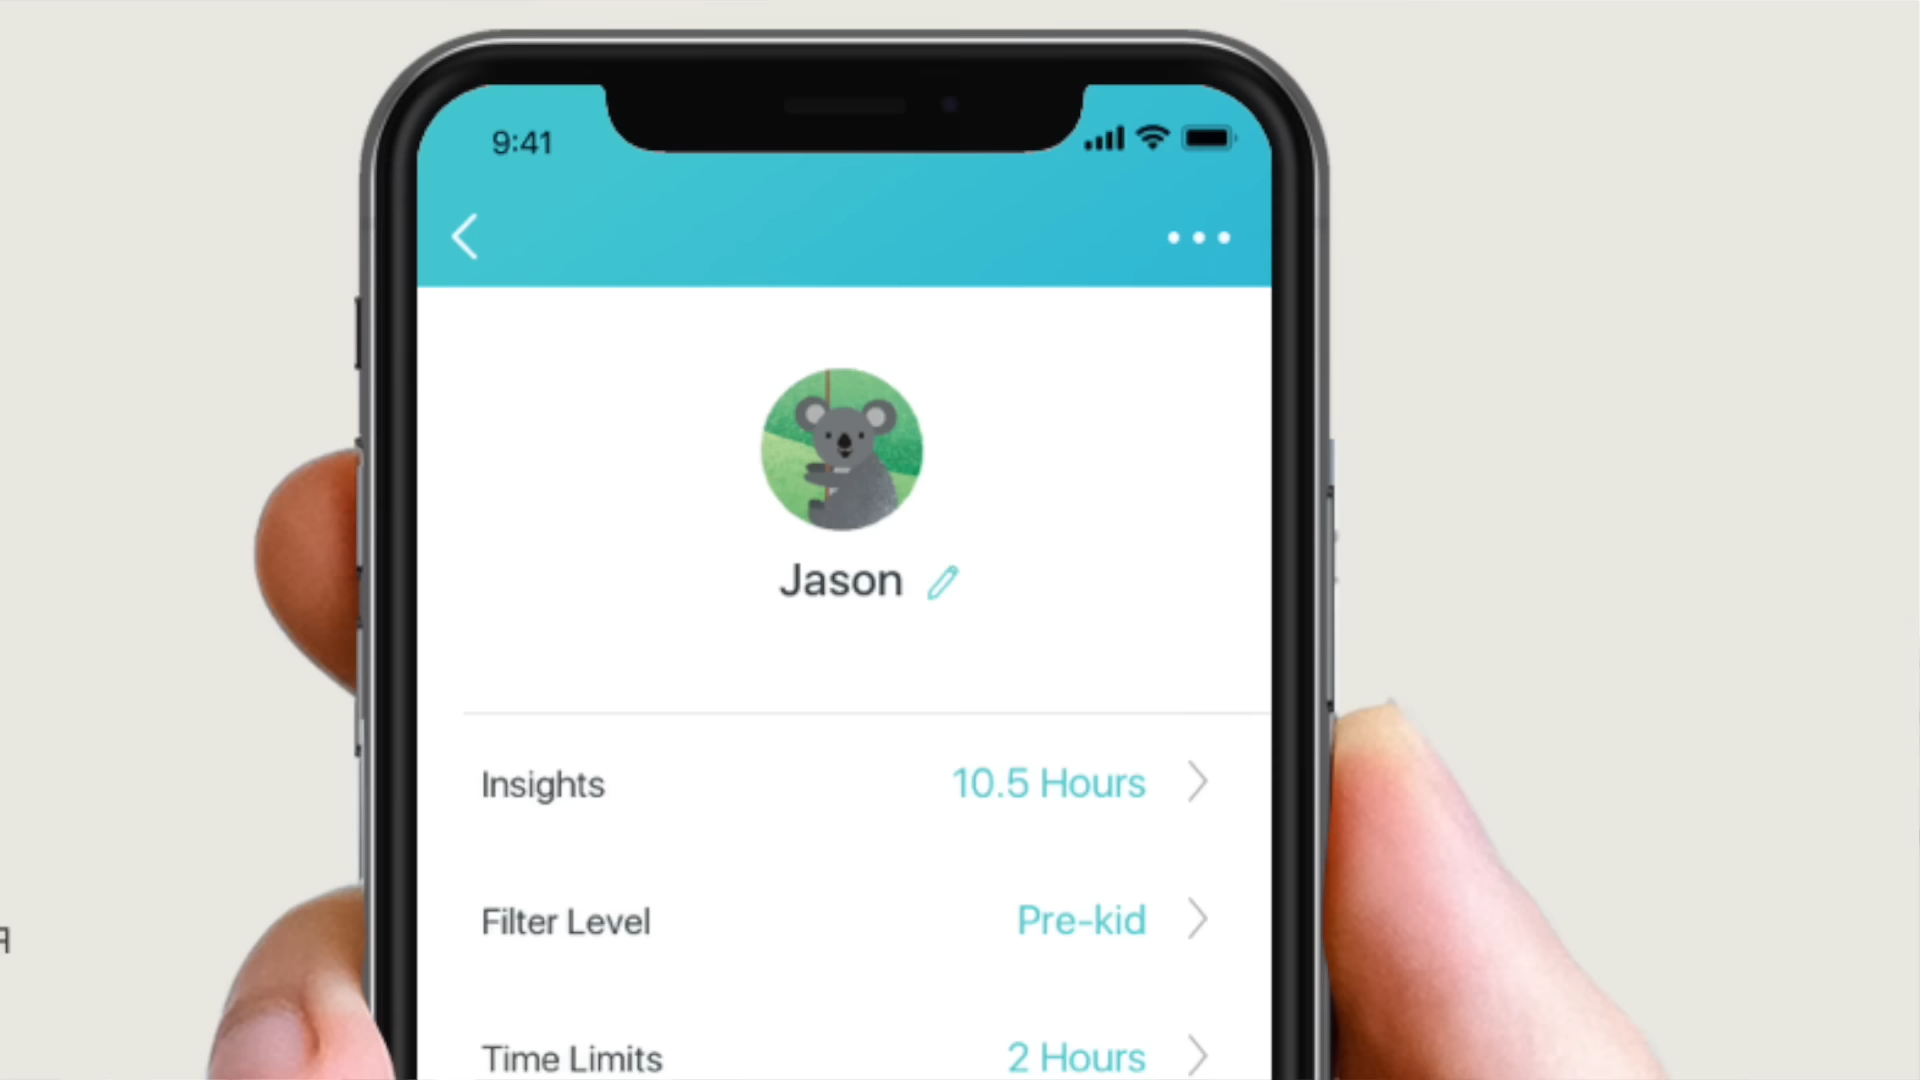 9:41
Jason
Insights 10.5 Hours
Filter Level Pre-kid
Time Limits 2 Hours
я